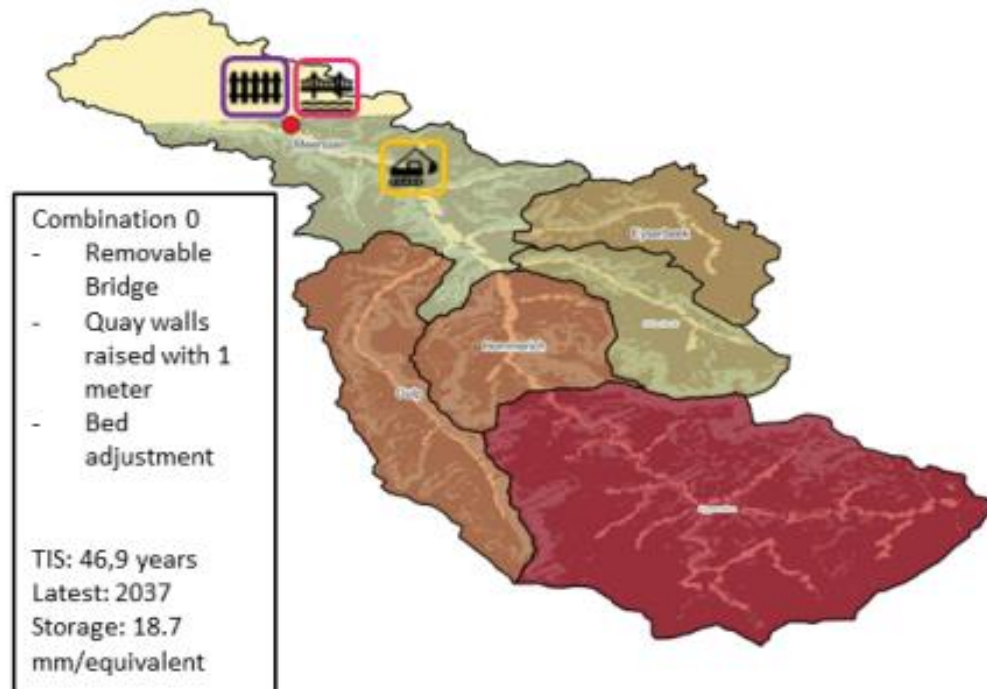 Meerssen
Combination 0
- Removable
Bridge
- Quay walls
raised with 1
meter
- Bed
adjustment
TIS: 46,9 years
Latest: 2037
Storage: 18.7
mm/equivalent
Eyserbeek
Hommerich
Gulp